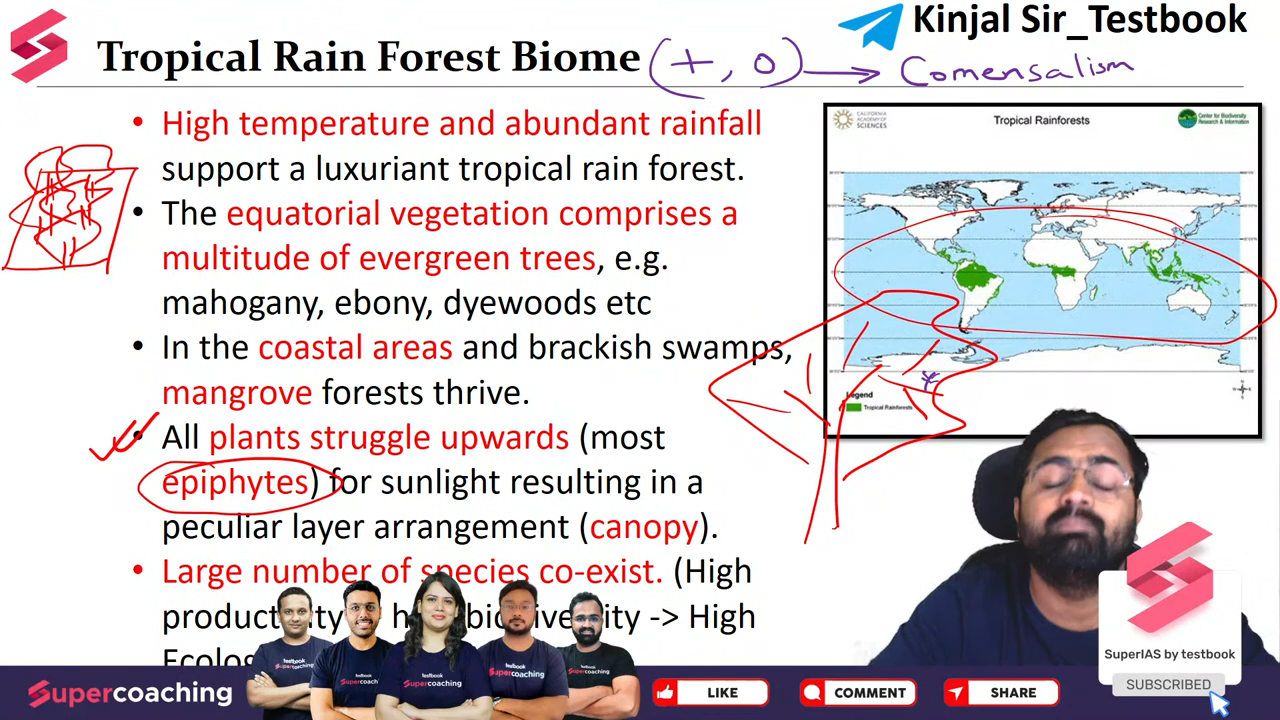 Kinjal Sir_Testbook
Tropical Rain Forest Biome (+, 0) → Comensalism
• High temperature and abundant rainfall
support a luxuriant tropical rain forest.
• The equatorial vegetation comprises a
multitude of evergreen trees, e.g.
mahogany, ebony, dyewoods etc
• In the coastal areas and brackish swamps,
mangrove forests thrive.
• All plants struggle upwards (most
epiphytes) for sunlight resulting in a
peculiar layer arrangement (canopy).
• Large number of species co-exist. (High
-> High
CALIFORNIA
ACADEMY OF
SCIENCES
Tropical Rainforests
Center for Biodiversity
Research & Information
Legend
Tropical Rainforests
SuperIAS by testbook
SUBSCRIBED
Supercoaching
LIKE
COMMENT
SHARE